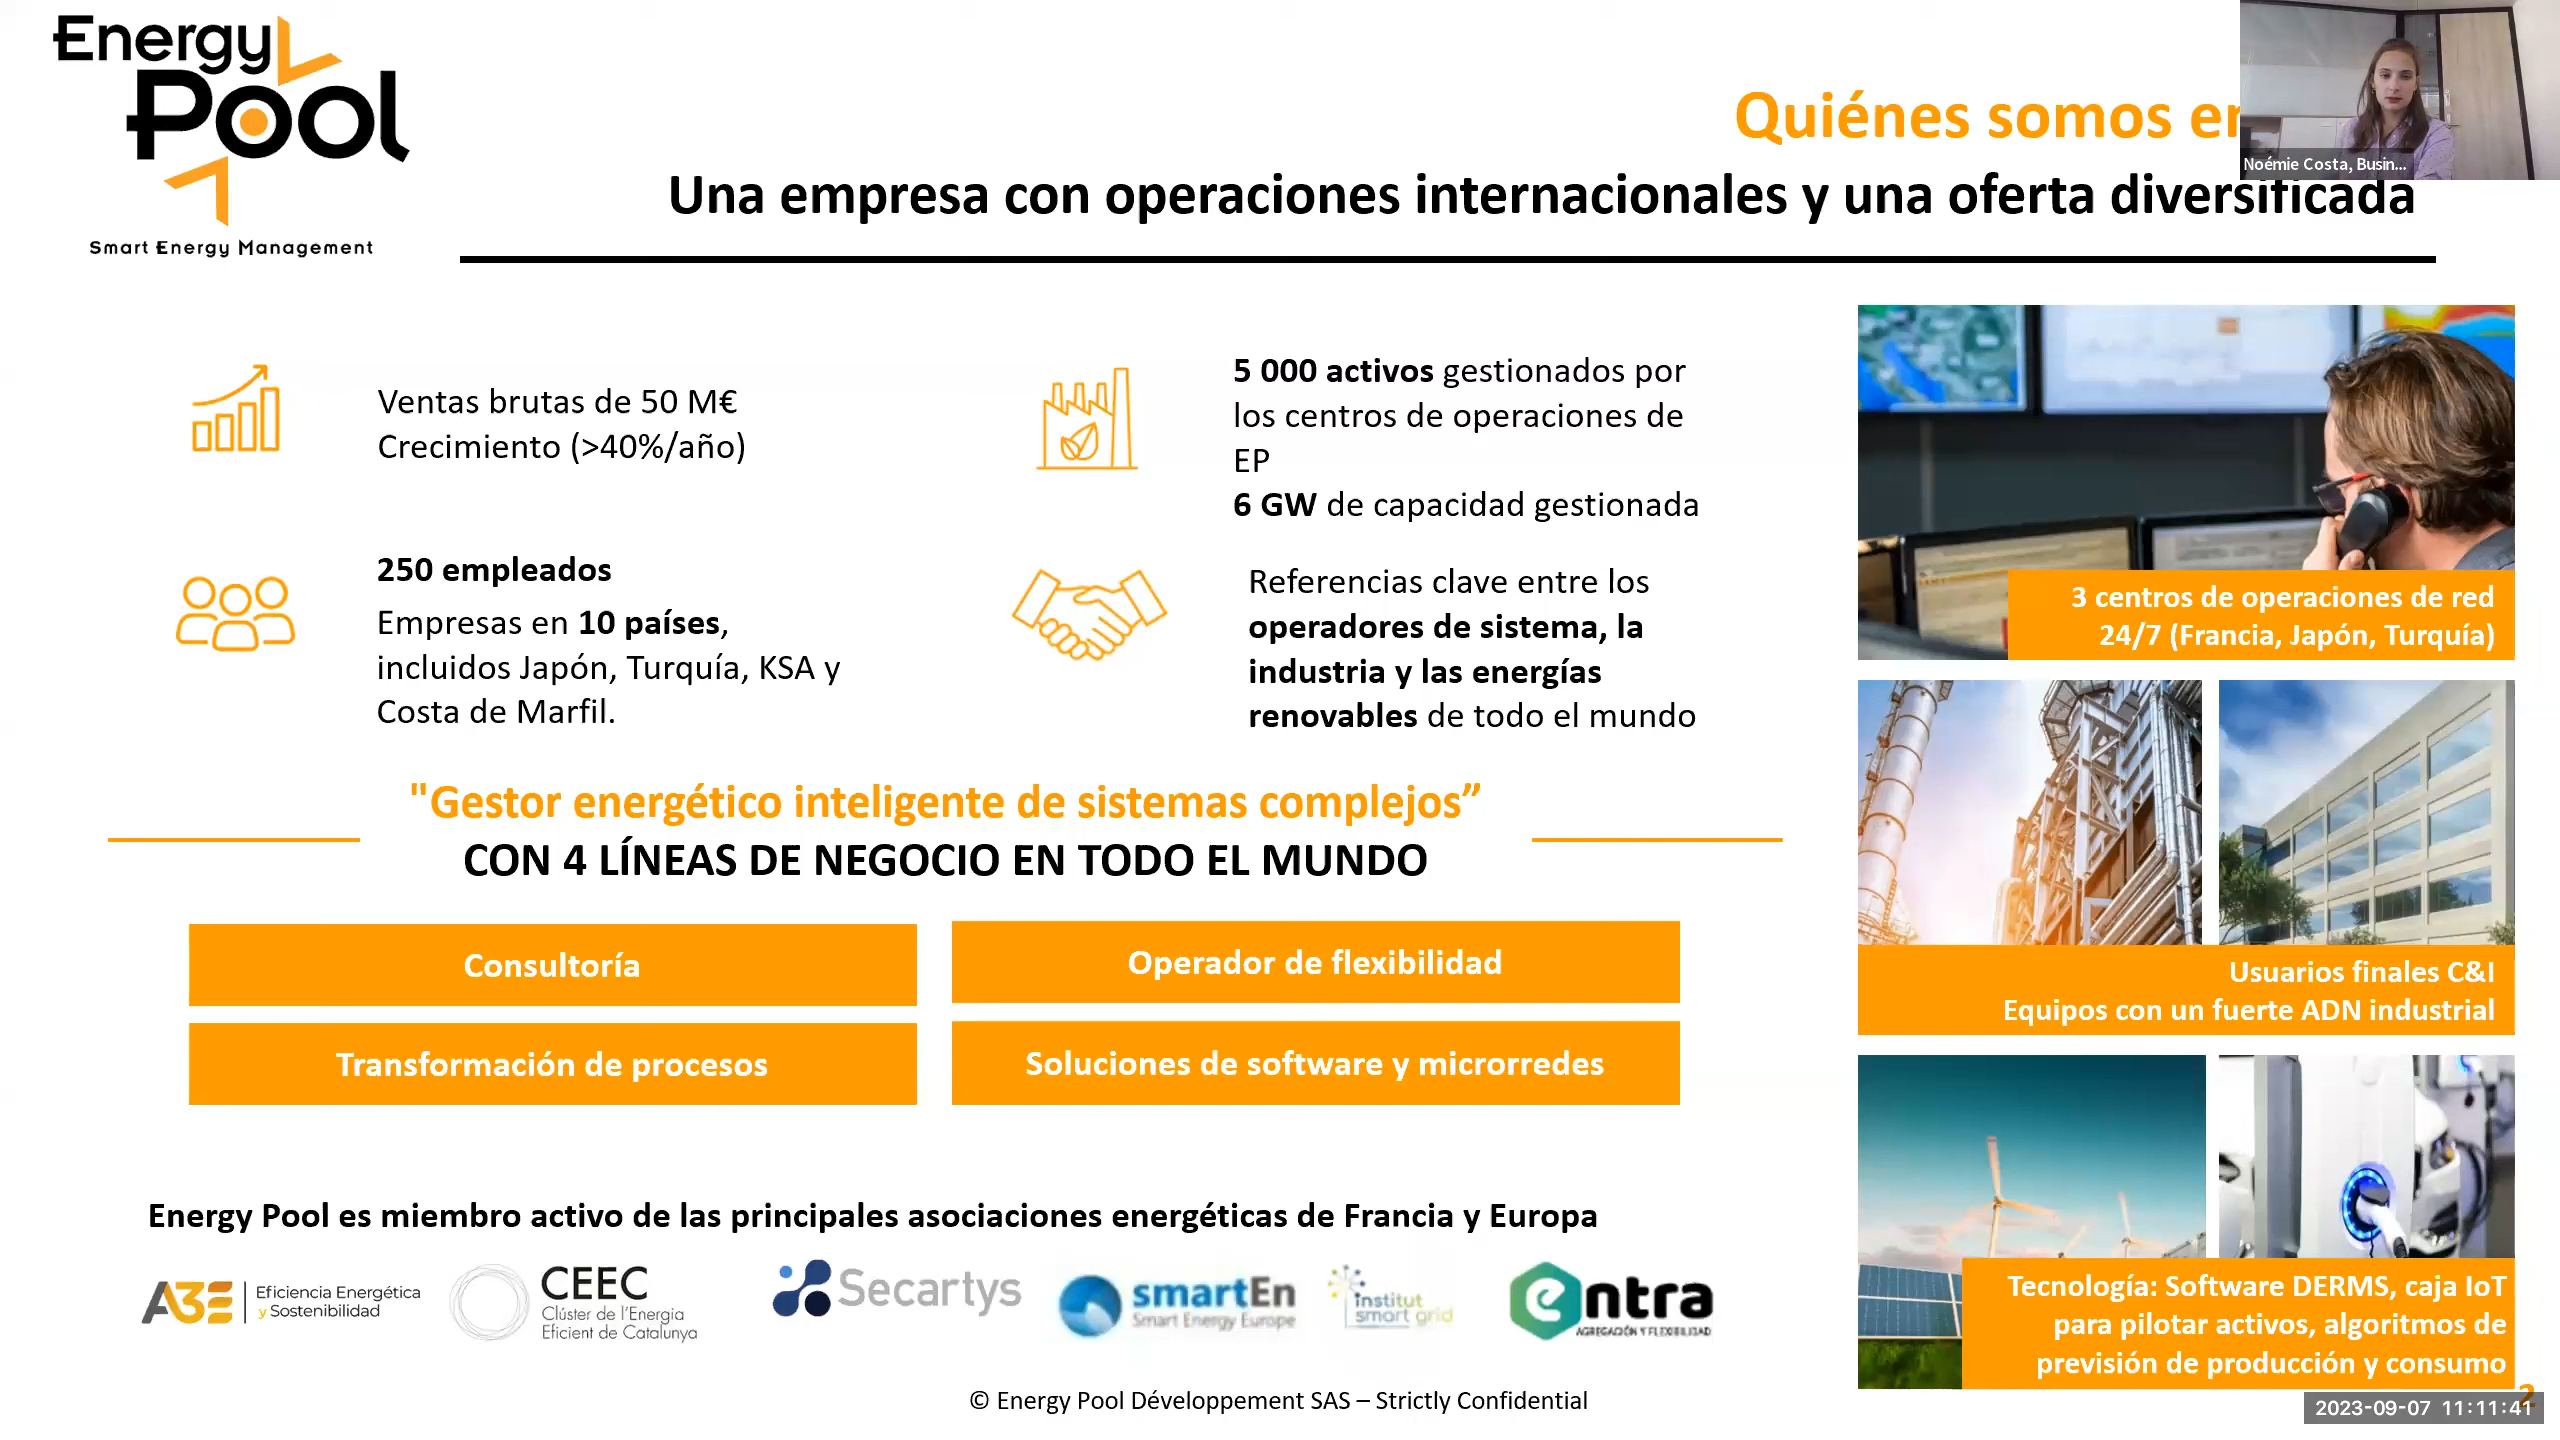 Energy
Pool
Smart Energy Management
Quiénes somos
Noémie Costa, Busin...
Una empresa con operaciones internacionales y una oferta diversificada
Ventas brutas de 50 M€
Crecimiento (>40%/año)
5 000 activos gestionados por
los centros de operaciones de
EP
6 GW de capacidad gestionada
250 empleados
Empresas en 10 países,
incluidos Japón, Turquía, KSA y
Costa de Marfil.
Referencias clave entre los
operadores de sistema, la
industria y las energías
renovables de todo el mundo
3 centros de operaciones de red
24/7 (Francia, Japón, Turquía)
"Gestor energético inteligente de sistemas complejos”
CON 4 LÍNEAS DE NEGOCIO EN TODO EL MUNDO
Consultoría
Operador de flexibilidad
Transformación de procesos
Soluciones de software y microrredes
Usuarios finales C&I
Equipos con un fuerte ADN industrial
Energy Pool es miembro activo de las principales asociaciones energéticas de Francia y Europa
A3E Eficiencia Energética
y Sostenibilidad
CEEC
Clúster de l'Energia
Eficient de Catalunya
Secartys
smartEn
Smart Energy Europe
institut
smart grid
entra
AGREGACIÓN Y FLEXIBILIDAD
Tecnología: Software DERMS, caja IoT
para pilotar activos, algoritmos de
previsión de producción y consumo
© Energy Pool Développement SAS – Strictly Confidential
2
2023-09-07 11:11:41